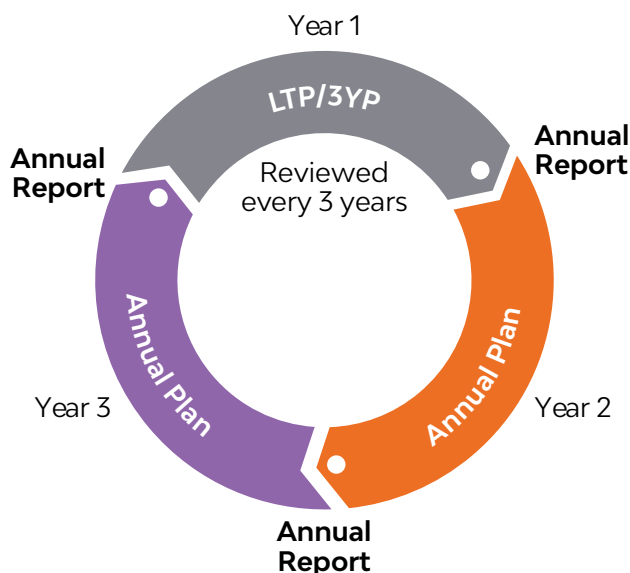 Year 1
LTP/3YP
Annual
Report
Annual
Report
Reviewed
every 3 years
Annual Plan
Annual Plan
Year 3
Year 2
Annual
Report